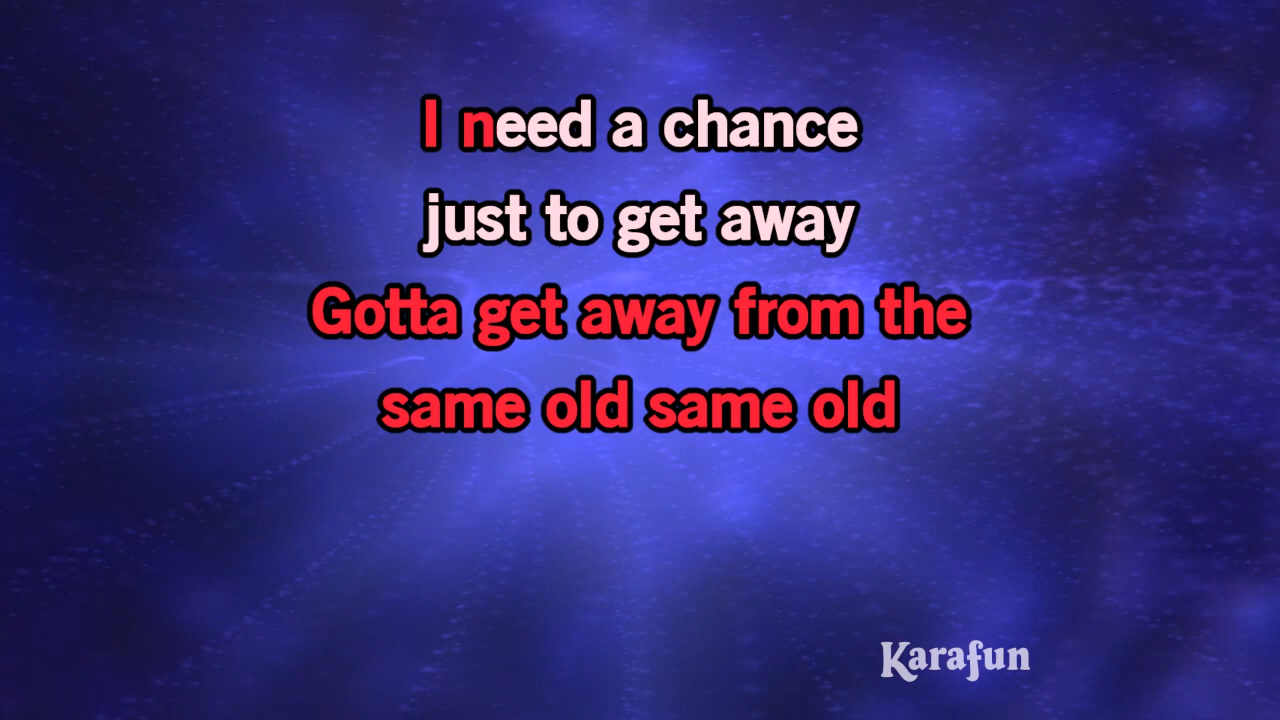 I need a chance
just to get away
Gotta get away from the
same old same old
Karafun